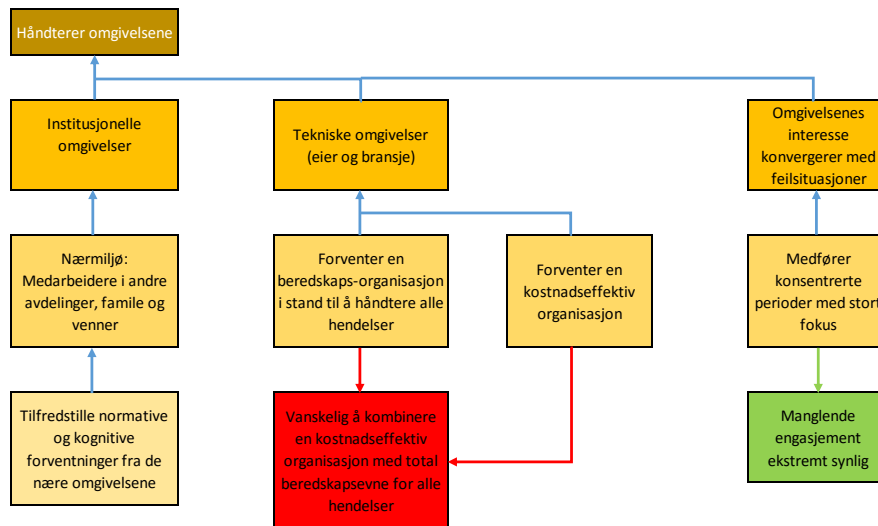 Håndterer omgivelsene
Institusjonelle
omgivelser
Tekniske omgivelser
(eier og bransje)
Omgivelsenes
interesse
konvergerer med
feilsituasjoner
Nærmiljø:
Medarbeidere i andre
avdelinger, famile og
venner
Forventer en
beredskaps-organisasjon
i stand til å håndtere alle
hendelser
Forventer en
kostnadseffektiv
organisasjon
Medfører
konsentrerte
perioder med stort
fokus
Tilfredstille normative
og kognitive
forventninger fra de
nære omgivelsene
Vanskelig å kombinere
en kostnadseffektiv
organisasjon med total
beredskapsevne for alle
hendelser
Manglende
engasjement
ekstremt synlig